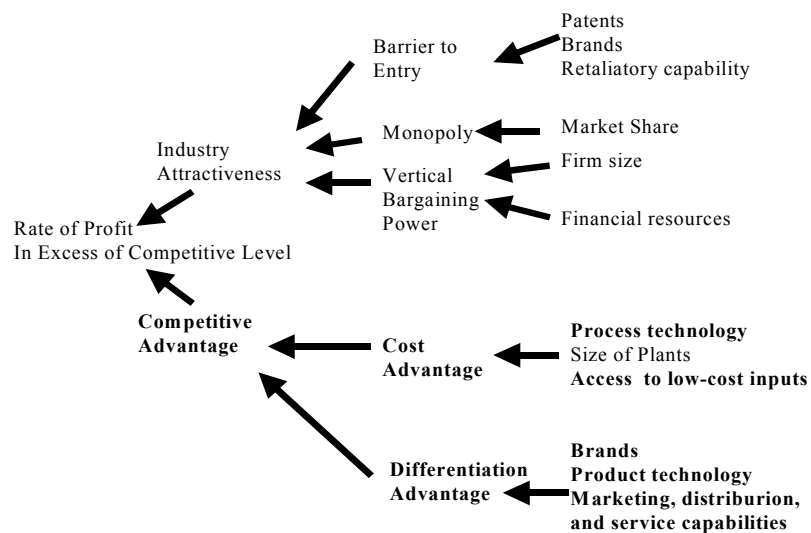 Patents
Brands
Retaliatory capability
Barrier to
Entry
Monopoly
Market Share
Industry
Attractiveness
Vertical
Bargaining
Power
Firm size
Financial resources
Rate of Profit
In Excess of Competitive Level
Competitive
Advantage
Cost
Advantage
Process technology
Size of Plants
Access to low-cost inputs
Differentiation
Advantage
Brands
Product technology
Marketing, distriburion,
and service capabilities